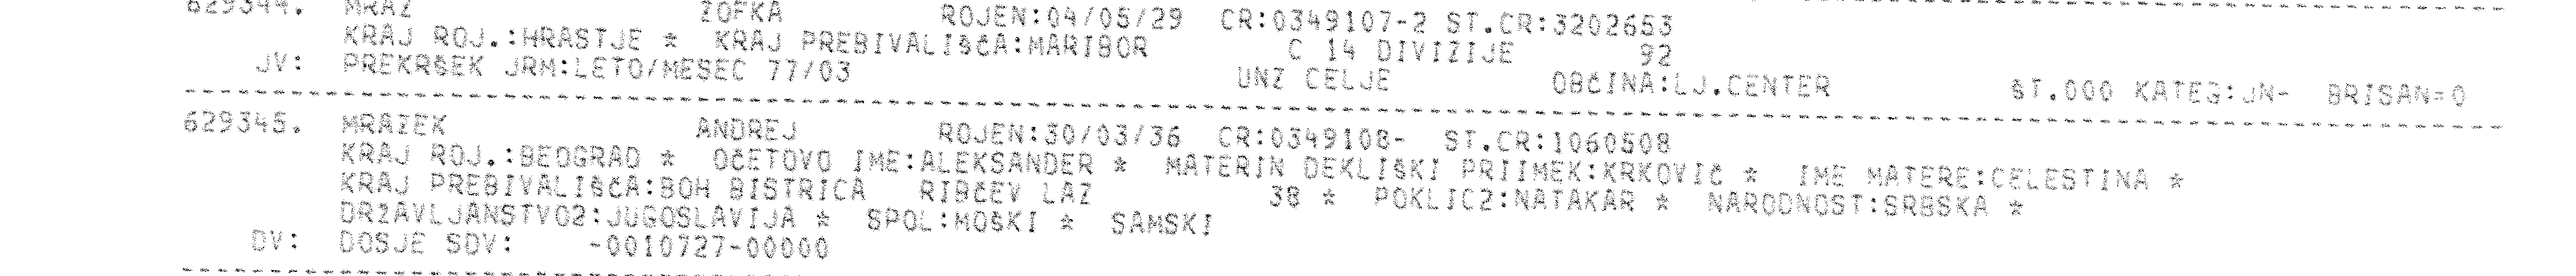 629344. MRAZ ZOFKA ROJEN:04/05/29 CR:0349107-2 ST.CR:3202653
KRAJ ROJ.:HRASTJE * KRAJ PREBIVALIŠČA:MARIBOR C 14 DIVIZIJE 92
JV: PREKRŠEK JRM:LETO/MESEC 77/03 UNZ CELJE OBČINA:LJ.CENTER ŠT.000 KATEG:JN- BRISAN=0
629345. MRAZEK ANDREJ ROJEN:30/03/36 CR:0349108- ST.CR:1060508
KRAJ ROJ.:BEOGRAD * OČETOVO IME:ALEKSANDER * MATERIN DEKLIŠKI PRIIMEK:KRKOVIČ * IME MATERE:CELESTINA *
KRAJ PREBIVALIŠČA:BOH BISTRICA RIBČEV LAZ 38 * POKLIC2:NATAKAR * NARODNOST:SRBSKA *
DRŽAVLJANSTVO2:JUGOSLAVIJA * SPOL:MOŠKI * SAMSKI
DV: DOSJE SDV: -0010727-00000